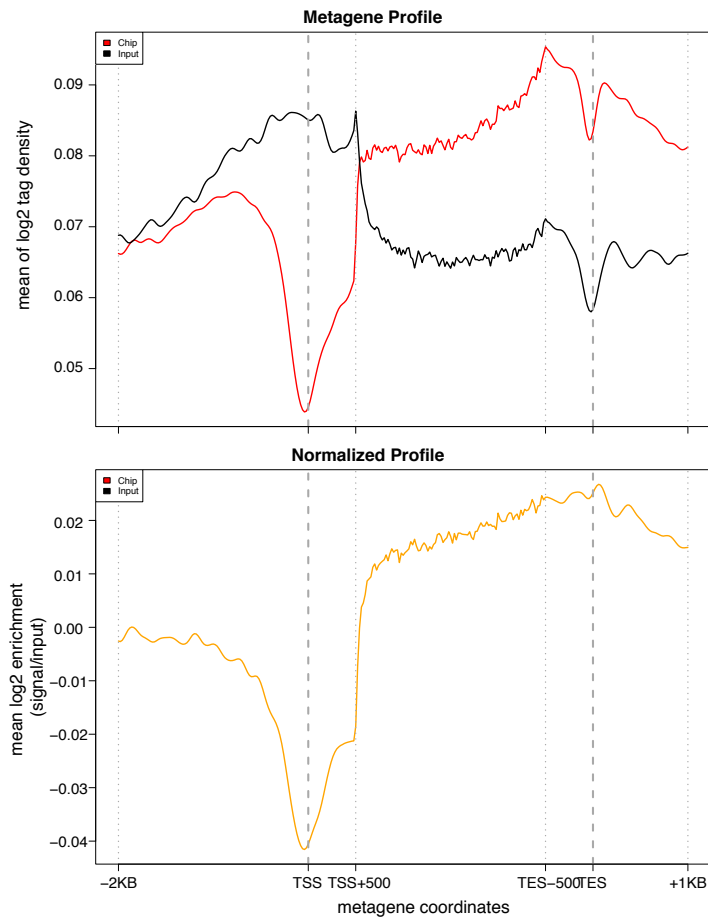 Metagene Profile
Chip
Input
mean of log2 tag density
0.09
0.08
0.07
0.06
0.05
Normalized Profile
Chip
Input
mean log2 enrichment
(signal/input)
0.02
0.01
0.00
−0.01
−0.02
−0.03
−0.04
−2KB TSS TSS+500 TES−500 TES +1KB
metagene coordinates